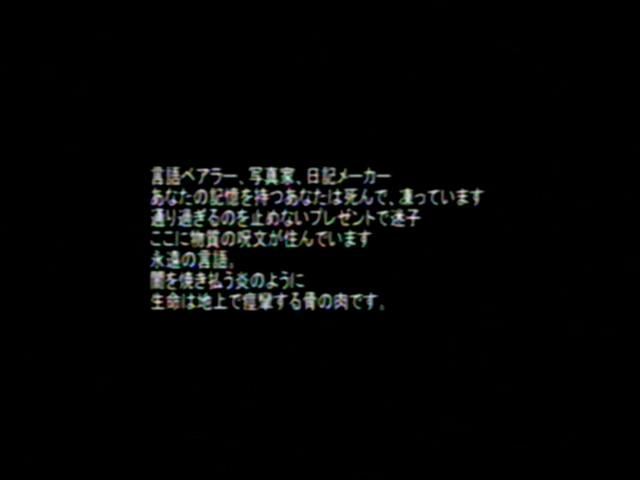 言語ベアラー、写真家、日記メーカー
あなたの記憶を持つあなたは死んで、凍っています
通り過ぎるのを止めないプレゼントで迷子
ここに物質の呪文が住んでいます
永遠の言語。
闇を焼き払う炎のように
生命は地上で痙攣する骨の肉です。